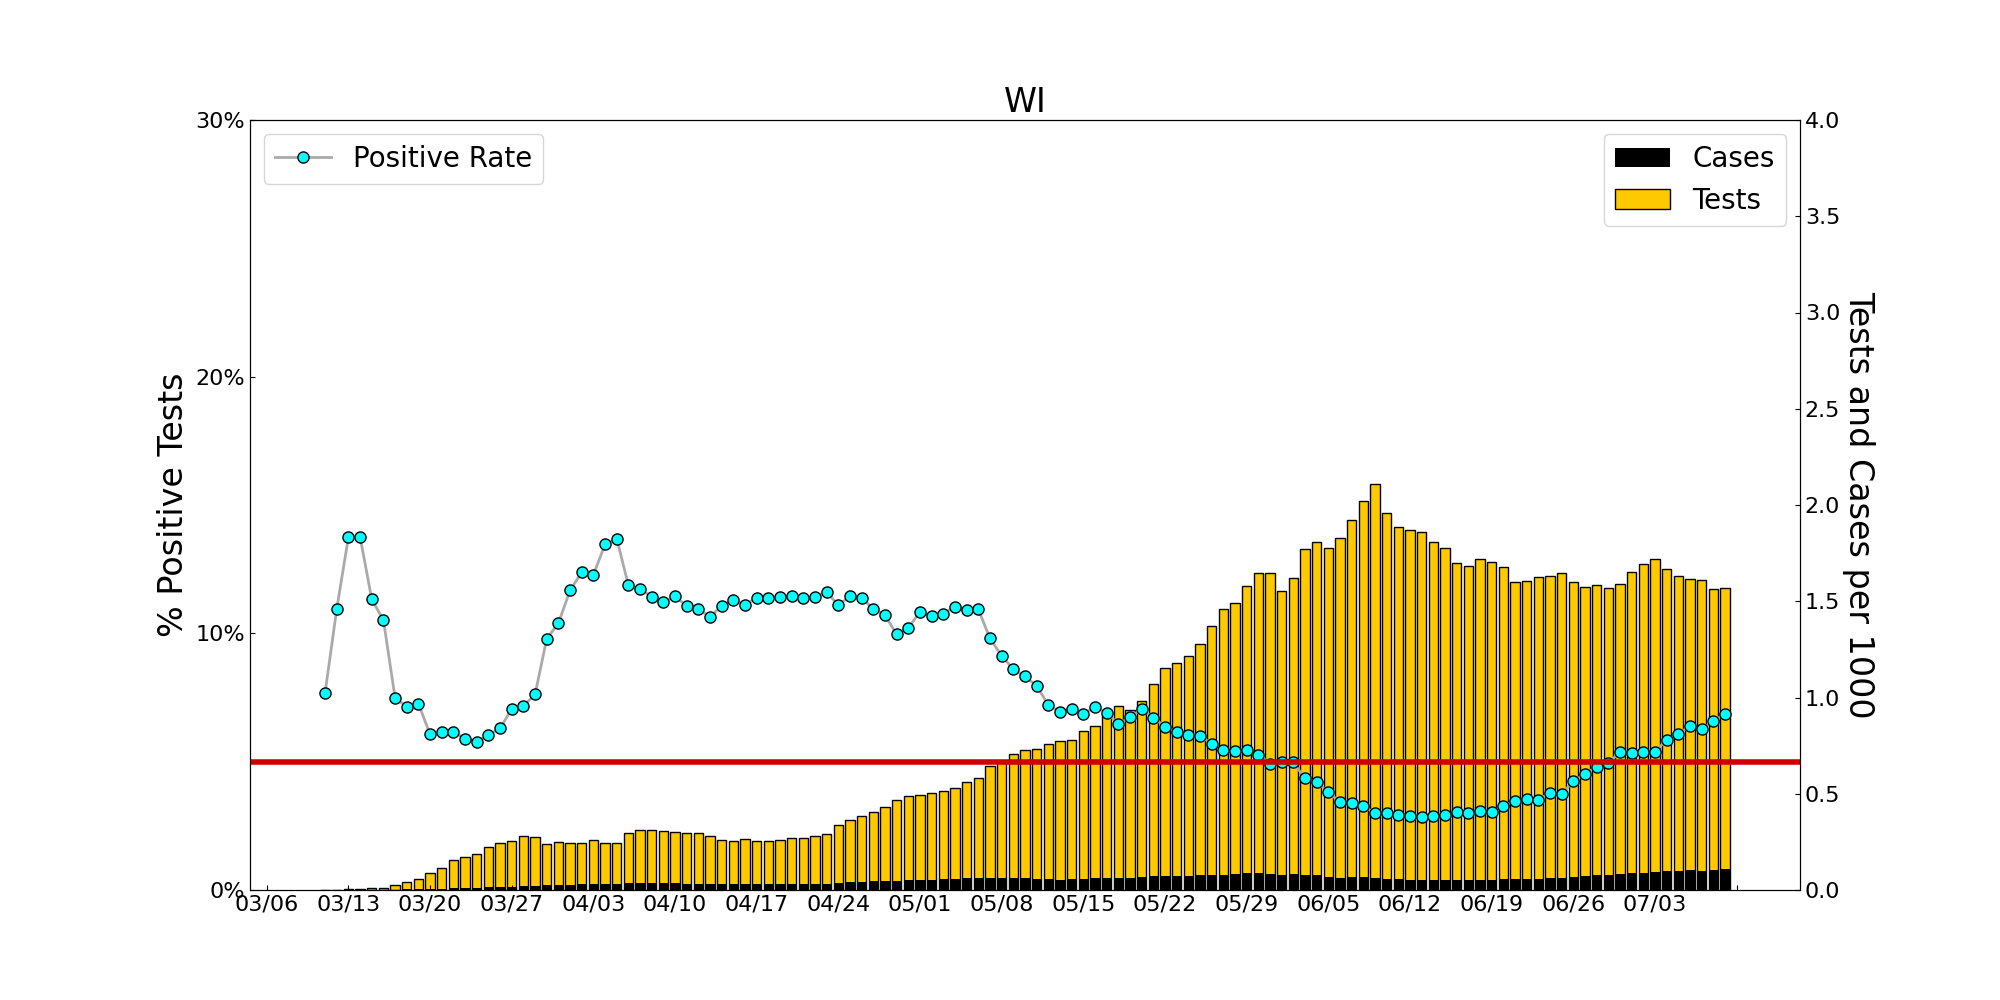 WI
30%
20%
10%
0%
% Positive Tests
Positive Rate
Cases
Tests
4.0
3.5
3.0
2.5
2.0
1.5
1.0
0.5
0.0
Tests and Cases per 1000
03/06 03/13 03/20 03/27 04/03 04/10 04/17 04/24 05/01 05/08 05/15 05/22 05/29 06/05 06/12 06/19 06/26 07/03